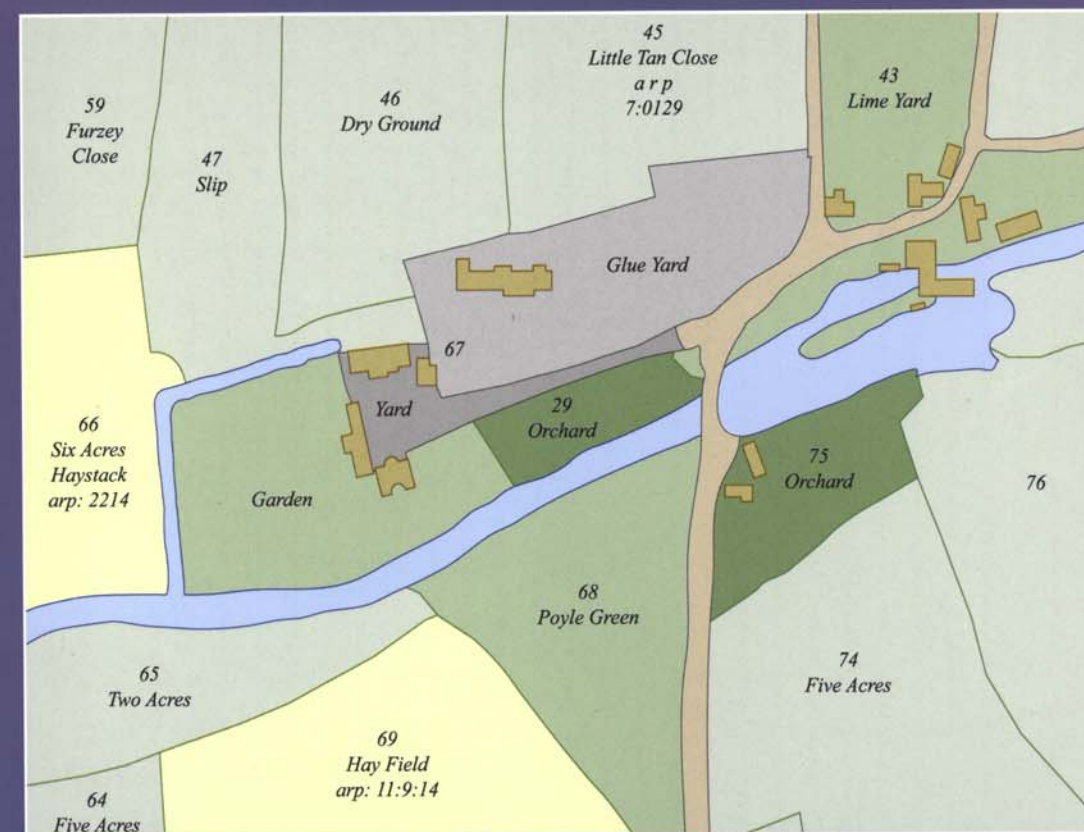 59
Furzey
Close
47
Slip
46
Dry Ground
45
Little Tan Close
a r p
7:0129
43
Lime Yard
Glue Yard
67
Yard
29
Orchard
66
Six Acres
Haystack
arp: 2214
Garden
75
Orchard
76
68
Poyle Green
65
Two Acres
74
Five Acres
69
Hay Field
arp: 11:9:14
64
Five Acres